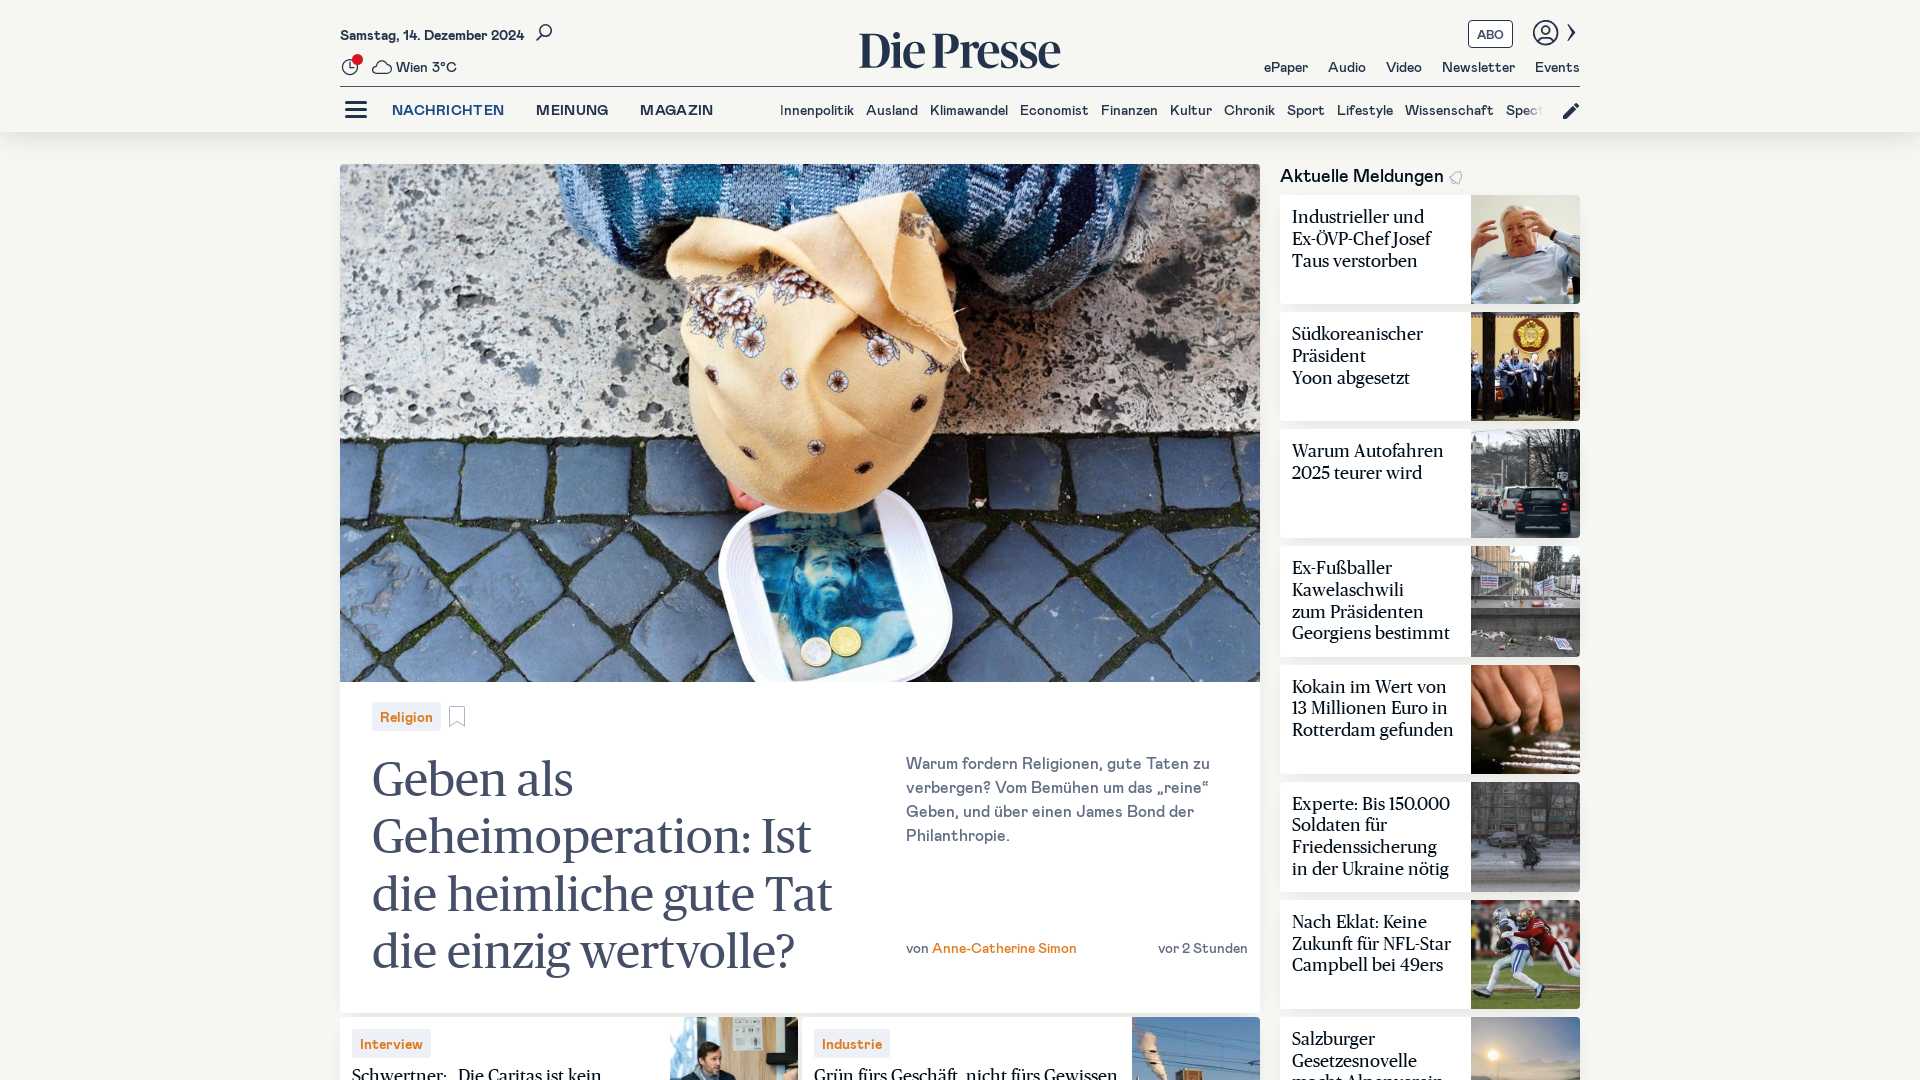 Samstag, 14. Dezember 2024
Wien 3°C
Die Presse
ABO
ePaper Audio Video Newsletter Events
NACHRICHTEN MEINUNG MAGAZIN
Innenpolitik Ausland Klimawandel Economist Finanzen Kultur Chronik Sport Lifestyle Wissenschaft Spect
Religion
Geben als
Geheimoperation: Ist
die heimliche gute Tat
die einzig wertvolle?
Warum fordern Religionen, gute Taten zu
verbergen? Vom Bemühen um das „reine“
Geben, und über einen James Bond der
Philanthropie.
von Anne-Catherine Simon
vor 2 Stunden
Interview
Schwertner: „Die Caritas ist kein
Industrie
Grün fürs Geschäft, nicht fürs Gewissen
Aktuelle Meldungen
Industrieller und
Ex-ÖVP-Chef Josef
Taus verstorben
Südkoreanischer
Präsident
Yoon abgesetzt
Warum Autofahren
2025 teurer wird
Ex-Fußballer
Kawelaschwili
zum Präsidenten
Georgiens bestimmt
Kokain im Wert von
13 Millionen Euro in
Rotterdam gefunden
Experte: Bis 150.000
Soldaten für
Friedenssicherung
in der Ukraine nötig
Nach Eklat: Keine
Zukunft für NFL-Star
Campbell bei 49ers
Salzburger
Gesetzesnovelle
macht Alpenverein